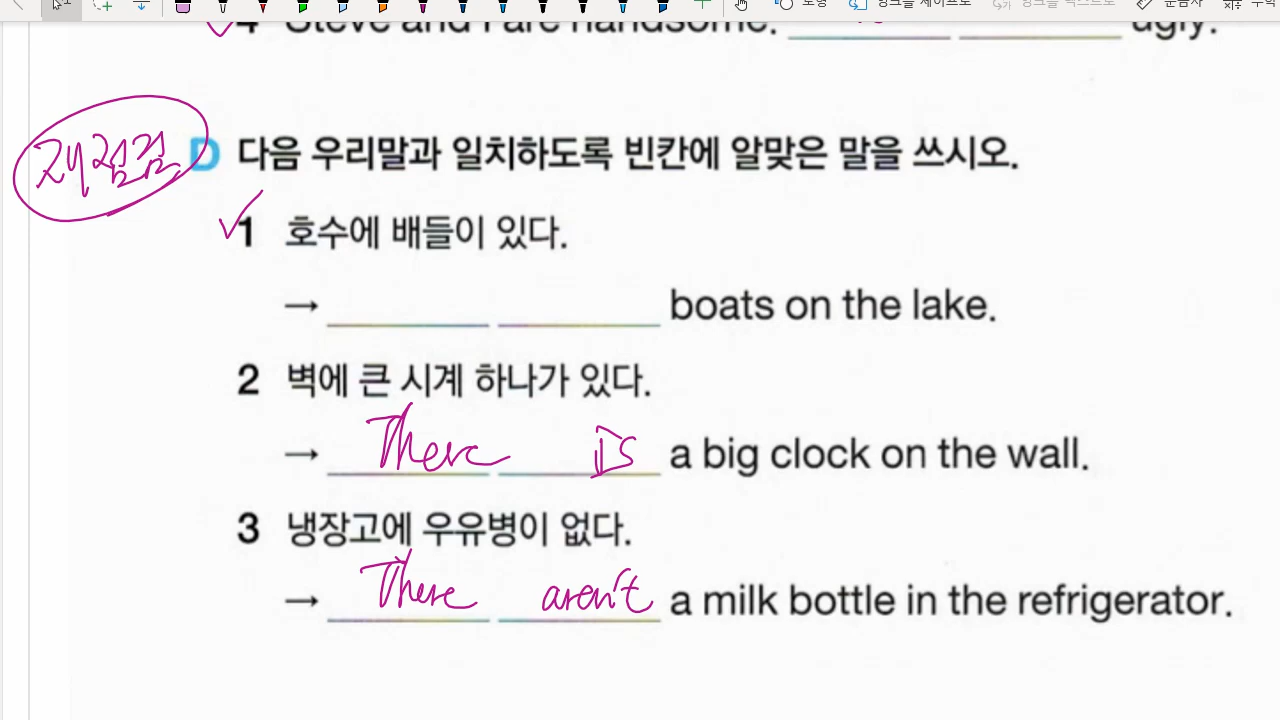 4 Steve and I are handsome. ugly.
재점검 D 다음 우리말과 일치하도록 빈칸에 알맞은 말을 쓰시오.
1 호수에 배들이 있다.
→ boats on the lake.
2 벽에 큰 시계 하나가 있다.
→ There is a big clock on the wall.
3 냉장고에 우유병이 없다.
→ There aren't a milk bottle in the refrigerator.